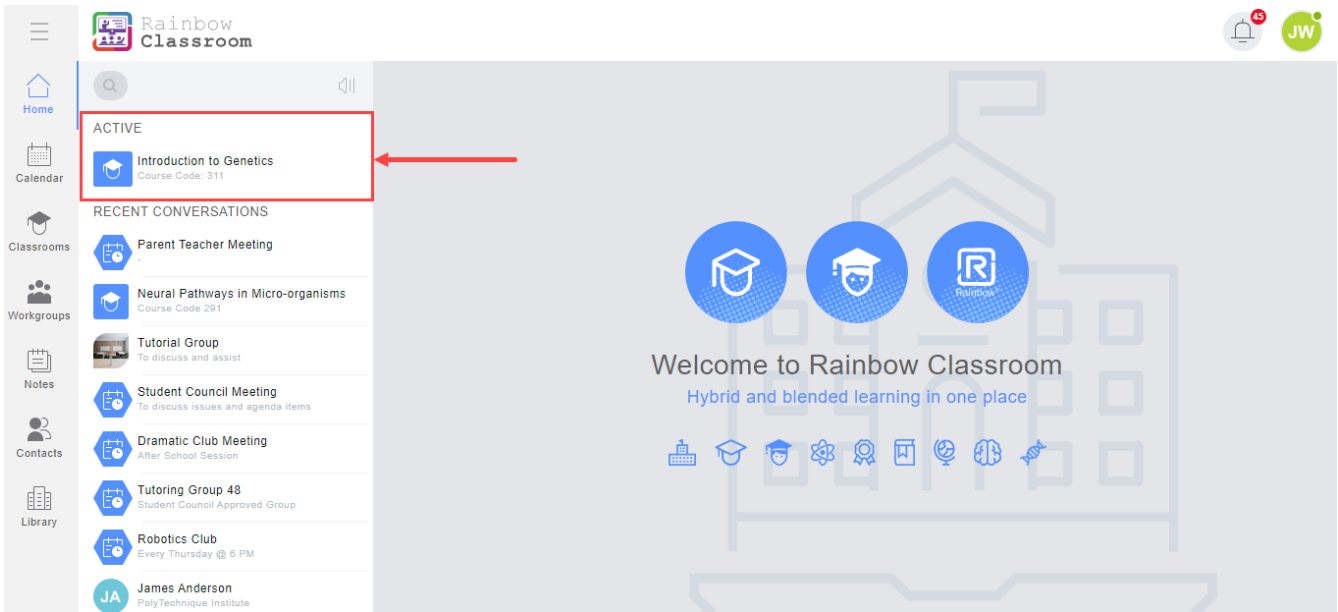 Rainbow
Classroom
45
JW
Home
Calendar
Classrooms
Workgroups
Notes
Contacts
Library
ACTIVE
Introduction to Genetics
Course Code: 311
RECENT CONVERSATIONS
Parent Teacher Meeting
-
Neural Pathways in Micro-organisms
Course Code 291
Tutorial Group
To discuss and assist
Student Council Meeting
To discuss issues and agenda items
Dramatic Club Meeting
After School Session
Tutoring Group 48
Student Council Approved Group
Robotics Club
Every Thursday @ 6 PM
JA
James Anderson
PolyTechnique Institute
R
Rainbow
Welcome to Rainbow Classroom
Hybrid and blended learning in one place